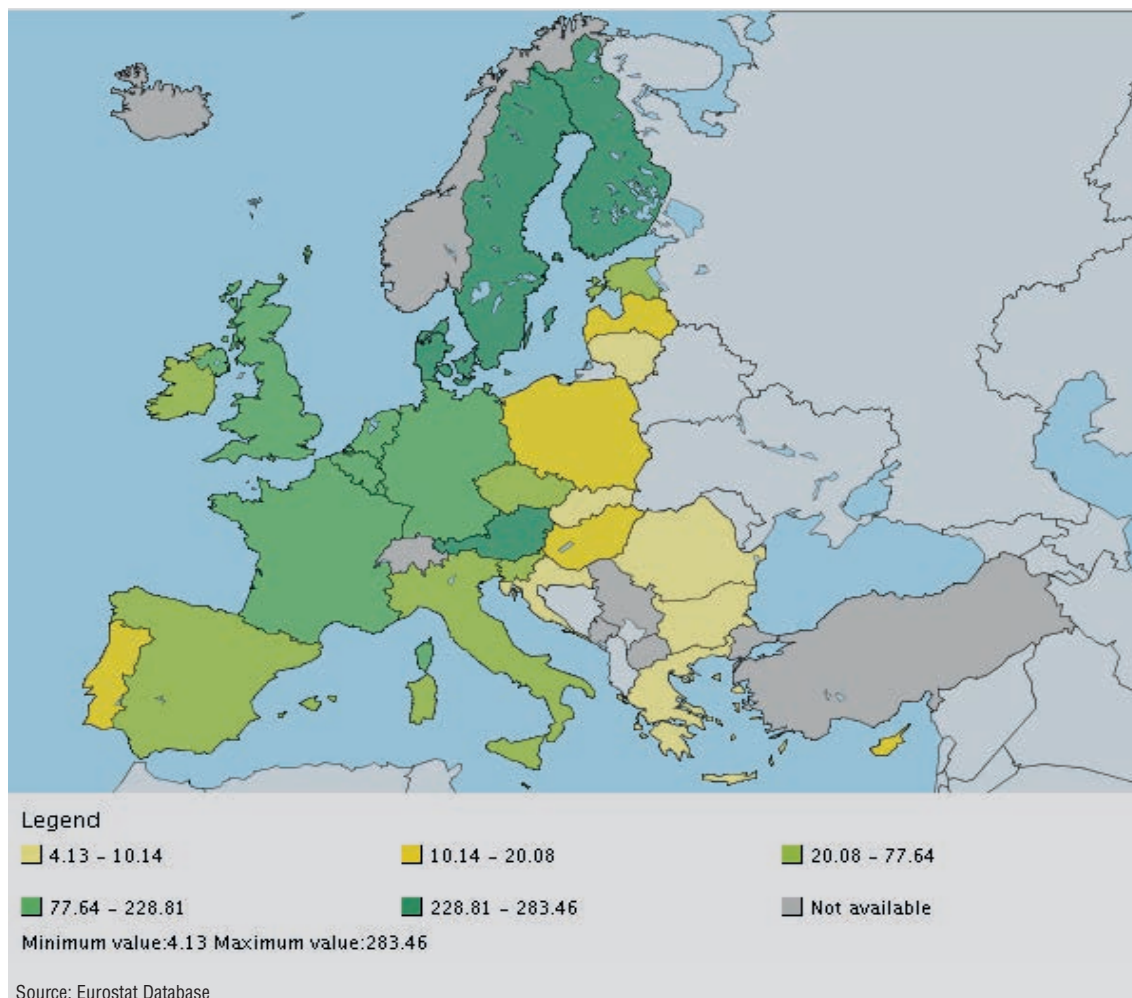 Legend
4.13 - 10.14
10.14 - 20.08
20.08 - 77.64
77.64 - 228.81
228.81 - 283.46
Not available
Minimum value:4.13 Maximum value:283.46
Source: Eurostat Database